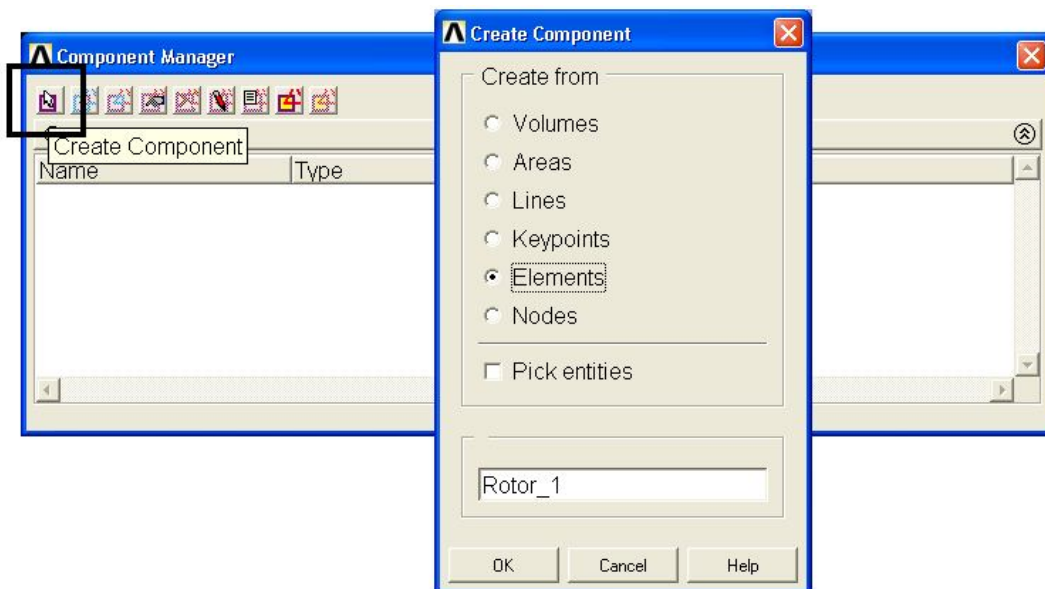 Component Manager
Create Component
Name Type
Create Component
Create from
Volumes
Areas
Lines
Keypoints
Elements
Nodes
Pick entities
Rotor_1
OK Cancel Help